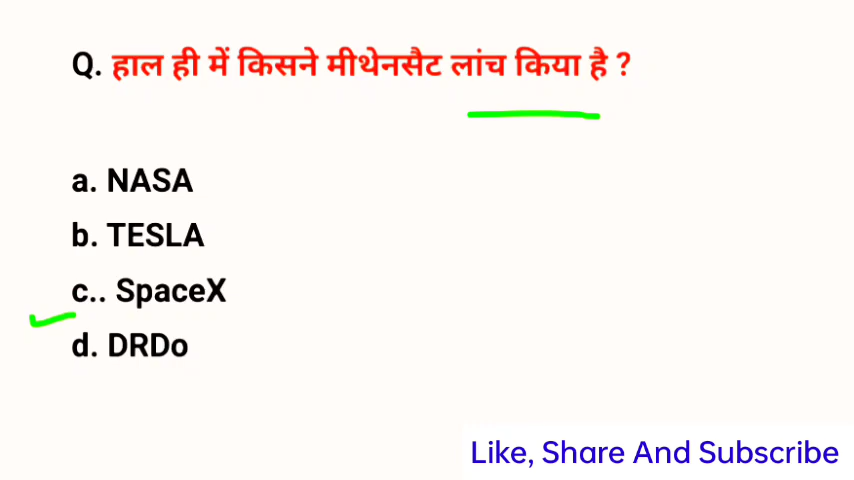 Q. हाल ही में किसने मीथेनसैट लांच किया है ?
a. NASA
b. TESLA
c.. SpaceX
d. DRDo
Like, Share And Subscribe